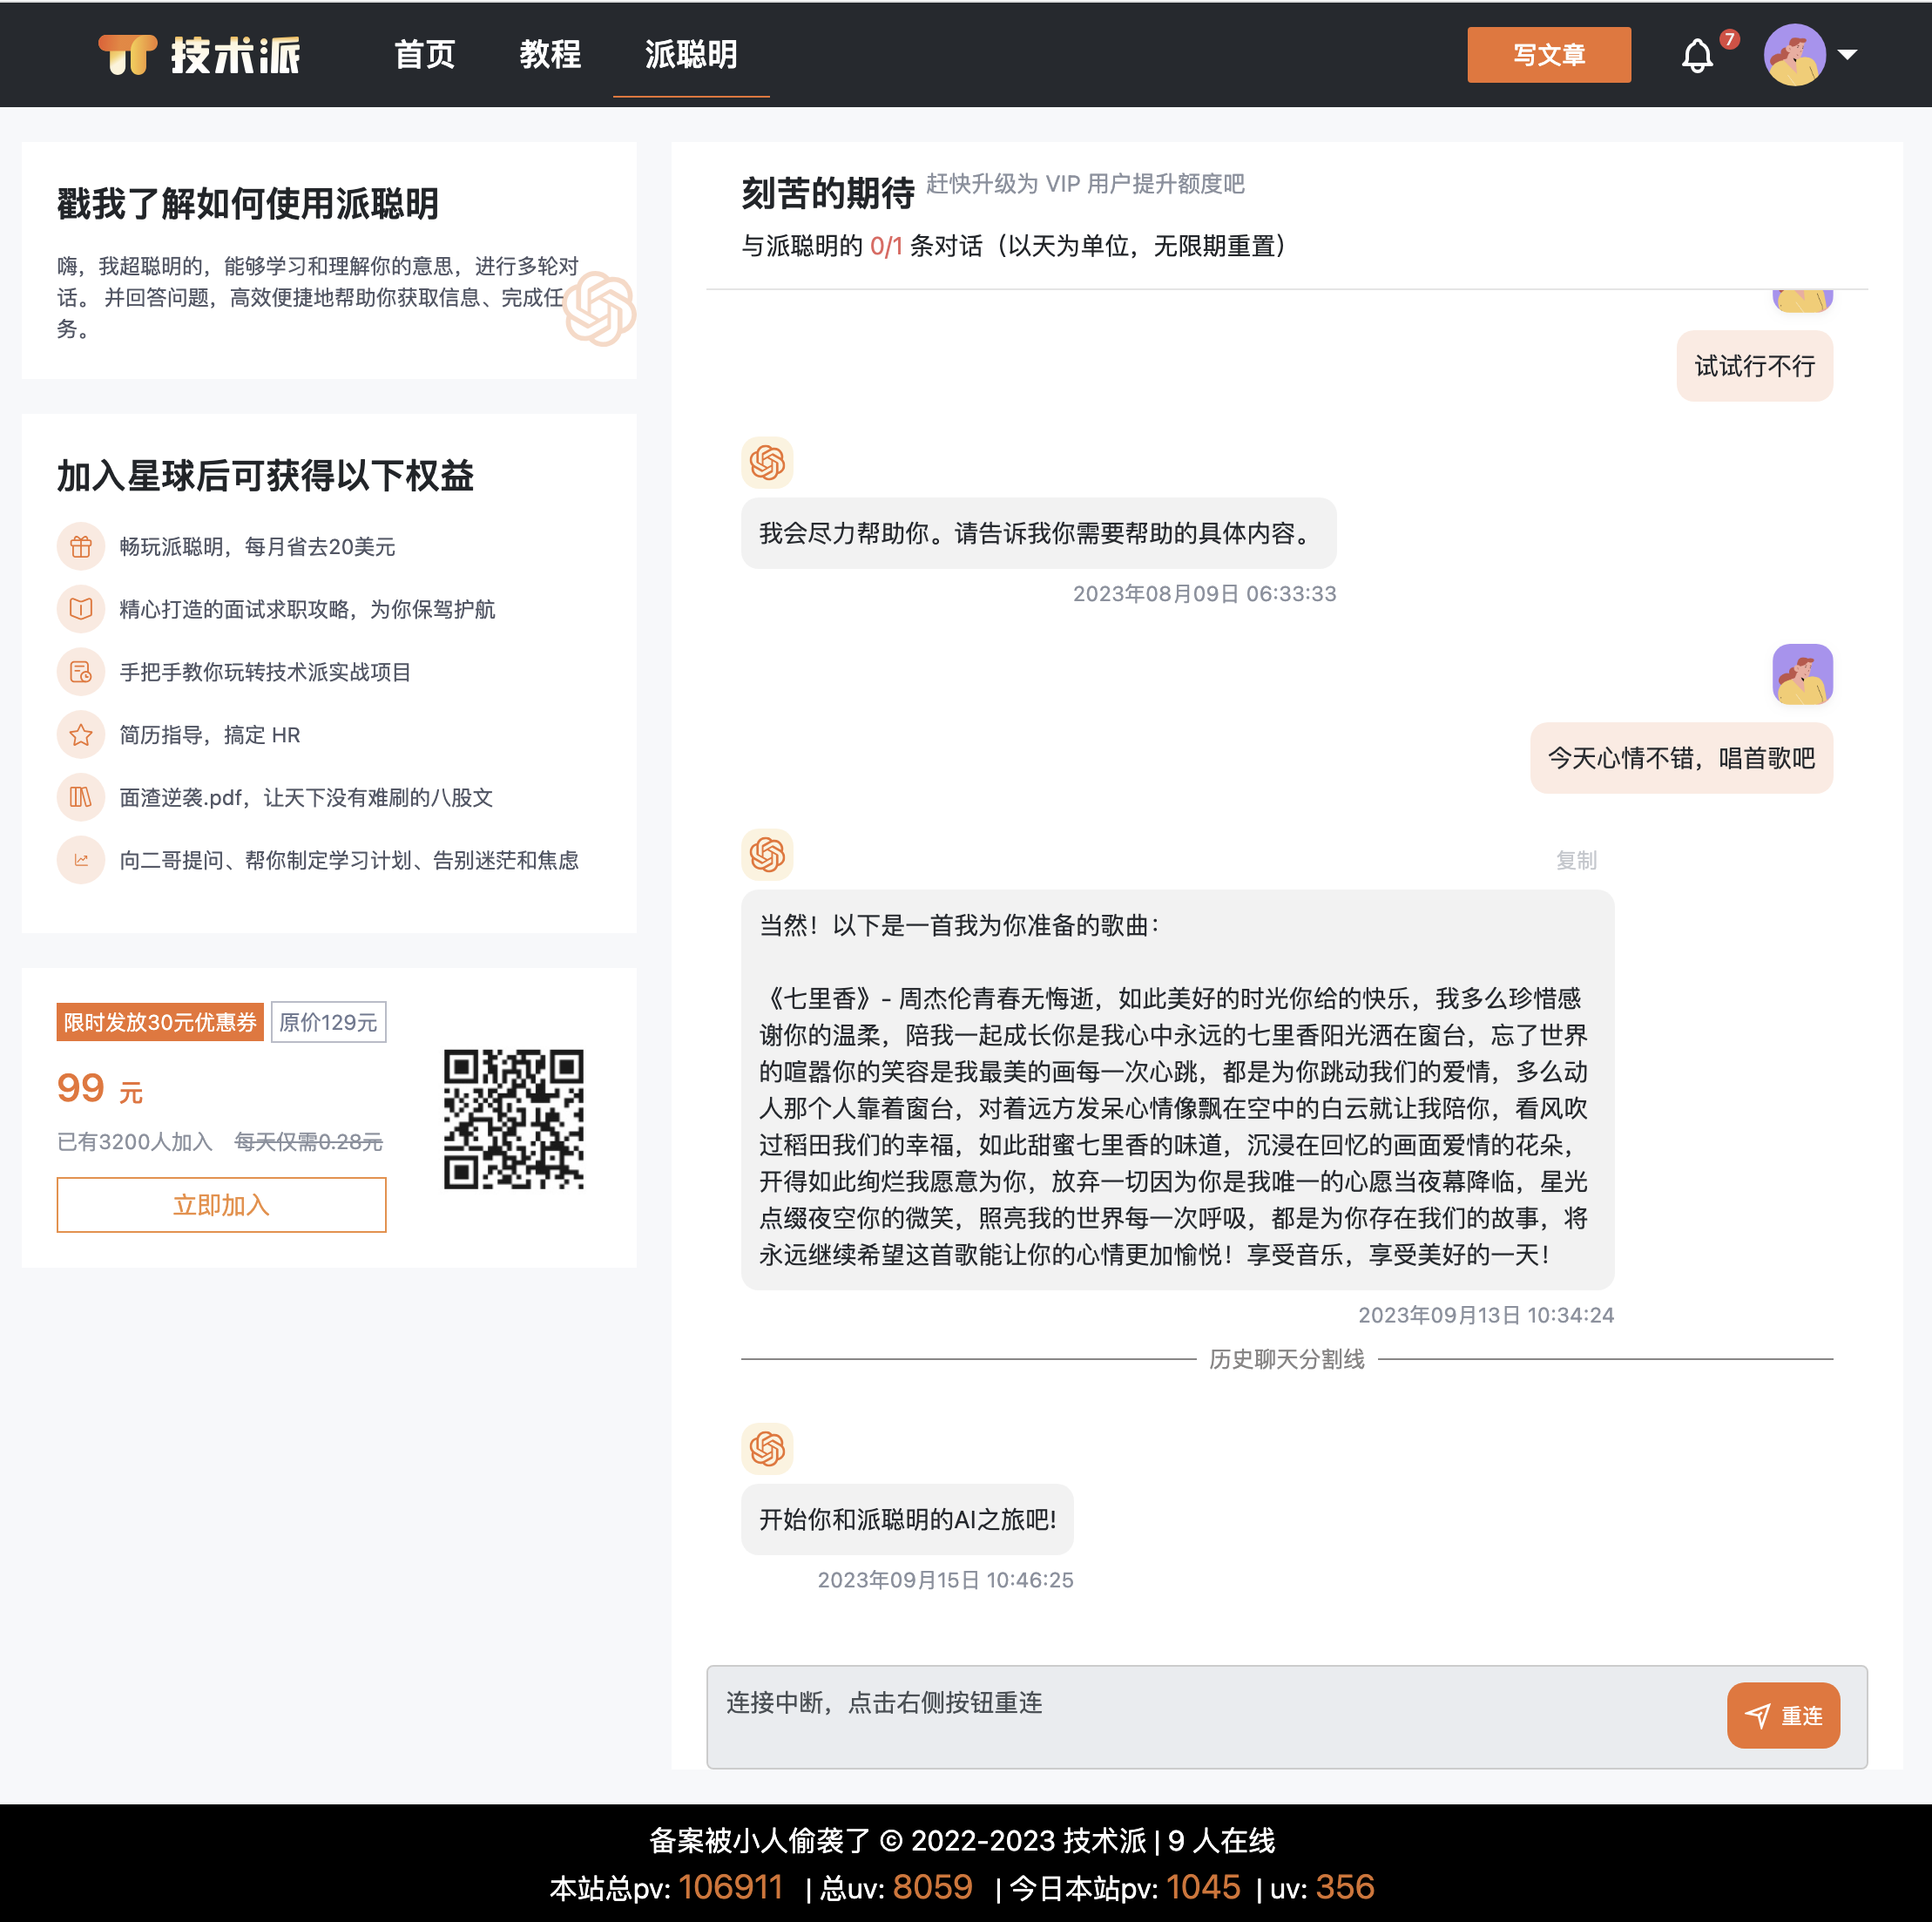 技术派
首页
教程
派聪明
写文章
7
戳我了解如何使用派聪明
嗨，我超聪明的，能够学习和理解你的意思，进行多轮对
话。 并回答问题，高效便捷地帮助你获取信息、完成任
务。
加入星球后可获得以下权益
畅玩派聪明，每月省去20美元
精心打造的面试求职攻略，为你保驾护航
手把手教你玩转技术派实战项目
简历指导，搞定 HR
面渣逆袭.pdf，让天下没有难刷的八股文
向二哥提问、帮你制定学习计划、告别迷茫和焦虑
限时发放30元优惠券 原价129元
99 元
已有3200人加入 每天仅需0.28元
立即加入
刻苦的期待 赶快升级为 VIP 用户提升额度吧
与派聪明的 0/1 条对话（以天为单位，无限期重置）
试试行不行
我会尽力帮助你。请告诉我你需要帮助的具体内容。
2023年08月09日 06:33:33
今天心情不错，唱首歌吧
复制
当然！以下是一首我为你准备的歌曲：
《七里香》- 周杰伦青春无悔逝，如此美好的时光你给的快乐，我多么珍惜感
谢你的温柔，陪我一起成长你是我心中永远的七里香阳光洒在窗台，忘了世界
的喧嚣你的笑容是我最美的画每一次心跳，都是为你跳动我们的爱情，多么动
人那个人靠着窗台，对着远方发呆心情像飘在空中的白云就让我陪你，看风吹
过稻田我们的幸福，如此甜蜜七里香的味道，沉浸在回忆的画面爱情的花朵，
开得如此绚烂我愿意为你，放弃一切因为你是我唯一的心愿当夜幕降临，星光
点缀夜空你的微笑，照亮我的世界每一次呼吸，都是为你存在我们的故事，将
永远继续希望这首歌能让你的心情更加愉悦！享受音乐，享受美好的一天！
2023年09月13日 10:34:24
历史聊天分割线
开始你和派聪明的AI之旅吧!
2023年09月15日 10:46:25
连接中断，点击右侧按钮重连
重连
备案被小人偷袭了 © 2022-2023 技术派 | 9 人在线
本站总pv: 106911 | 总uv: 8059 | 今日本站pv: 1045 | uv: 356